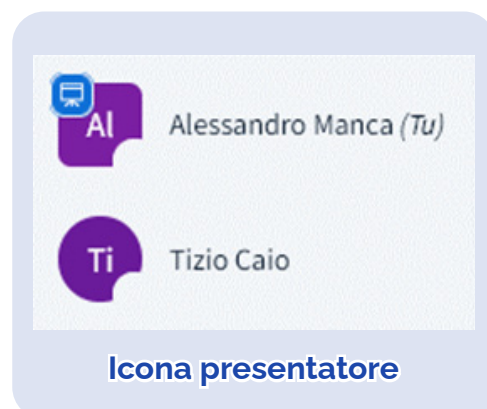 Al
Alessandro Manca (Tu)
Ti
Tizio Caio
Icona presentatore